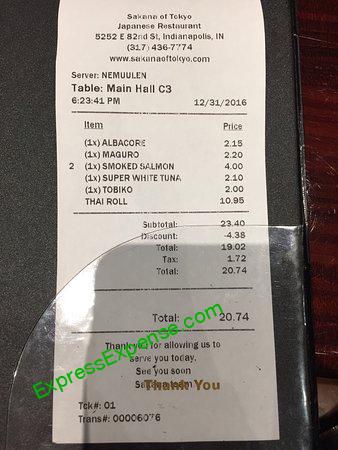 Sakana of Tokyo
Japanese Restaurant
5252 E 82nd St, Indianapolis, IN
(317) 436-7774
www.sakanaoftokyo.com
Server: NEMUULEN
Table: Main Hall C3
6:23:41 PM 12/31/2016
Item Price
(1x) ALBACORE 2.15
(1x) MAGURO 2.20
2 (1x) SMOKED SALMON 4.00
(1x) SUPER WHITE TUNA 2.10
(1x) TOBIKO 2.00
THAI ROLL 10.95
Subtotal: 23.40
Discount: -4.38
Total: 19.02
Tax: 1.72
Total: 20.74
Total: 20.74
Thank you for allowing us to
serve you today.
See you soon
Sakana team
Thank You
Tck#: 01
Trans#: 00006076
ExpressExpense.com